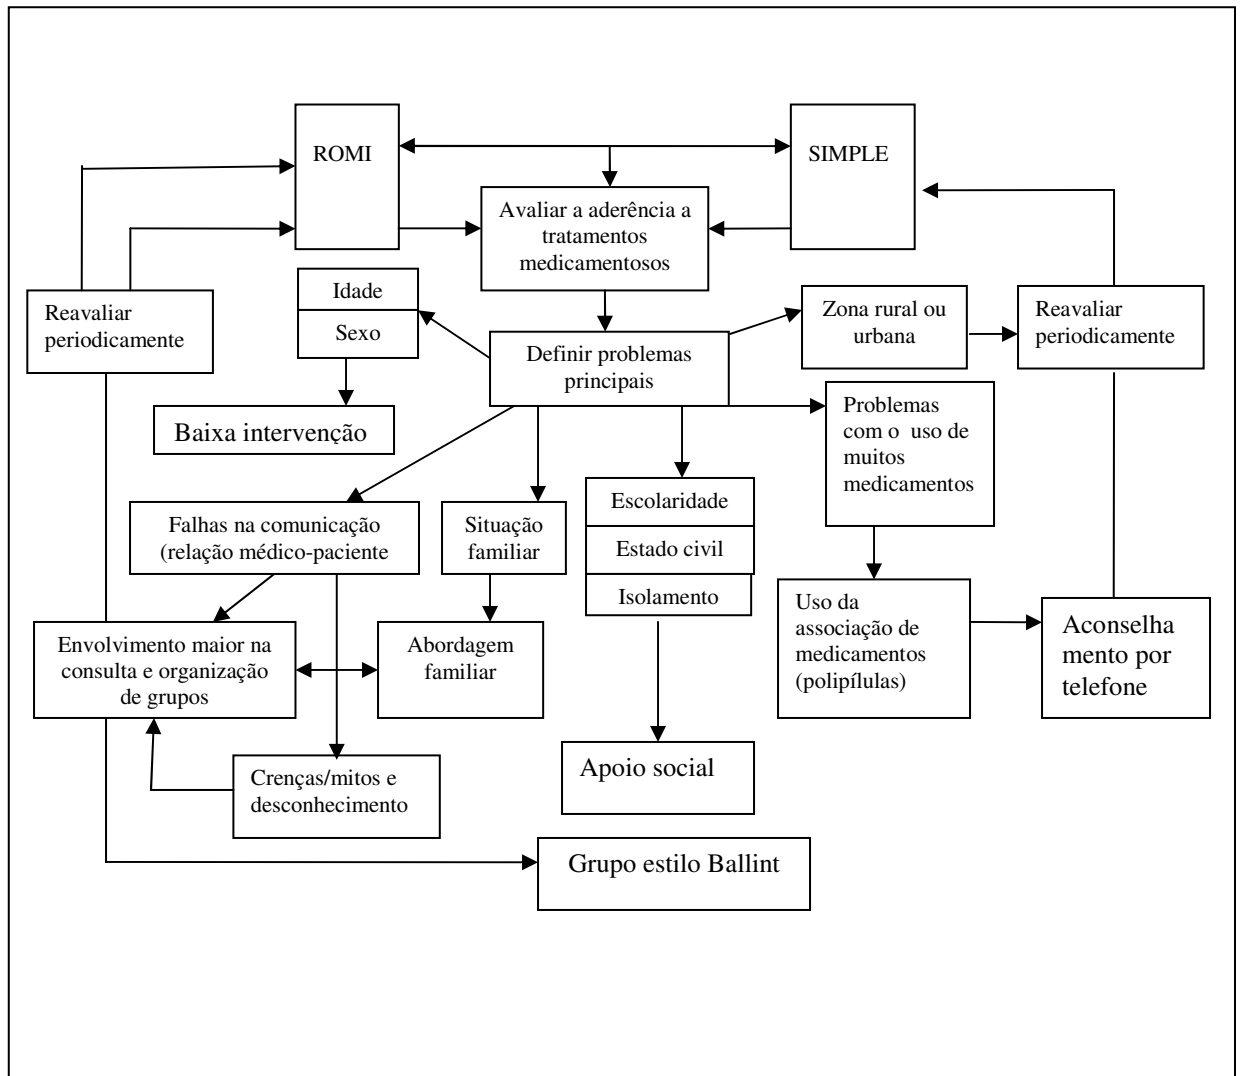 ROMI
SIMPLE
Avaliar a aderência a
tratamentos
medicamentosos
Idade
Sexo
Reavaliar
periodicamente
Zona rural ou
urbana
Reavaliar
periodicamente
Definir problemas
principais
Baixa intervenção
Problemas
com o uso de
muitos
medicamentos
Falhas na comunicação
(relação médico-paciente
Situação
familiar
Escolaridade
Estado civil
Isolamento
Uso da
associação de
medicamentos
(polipílulas)
Aconselha
mento por
telefone
Envolvimento maior na
consulta e organização
de grupos
Abordagem
familiar
Crenças/mitos e
desconhecimento
Apoio social
Grupo estilo Ballint